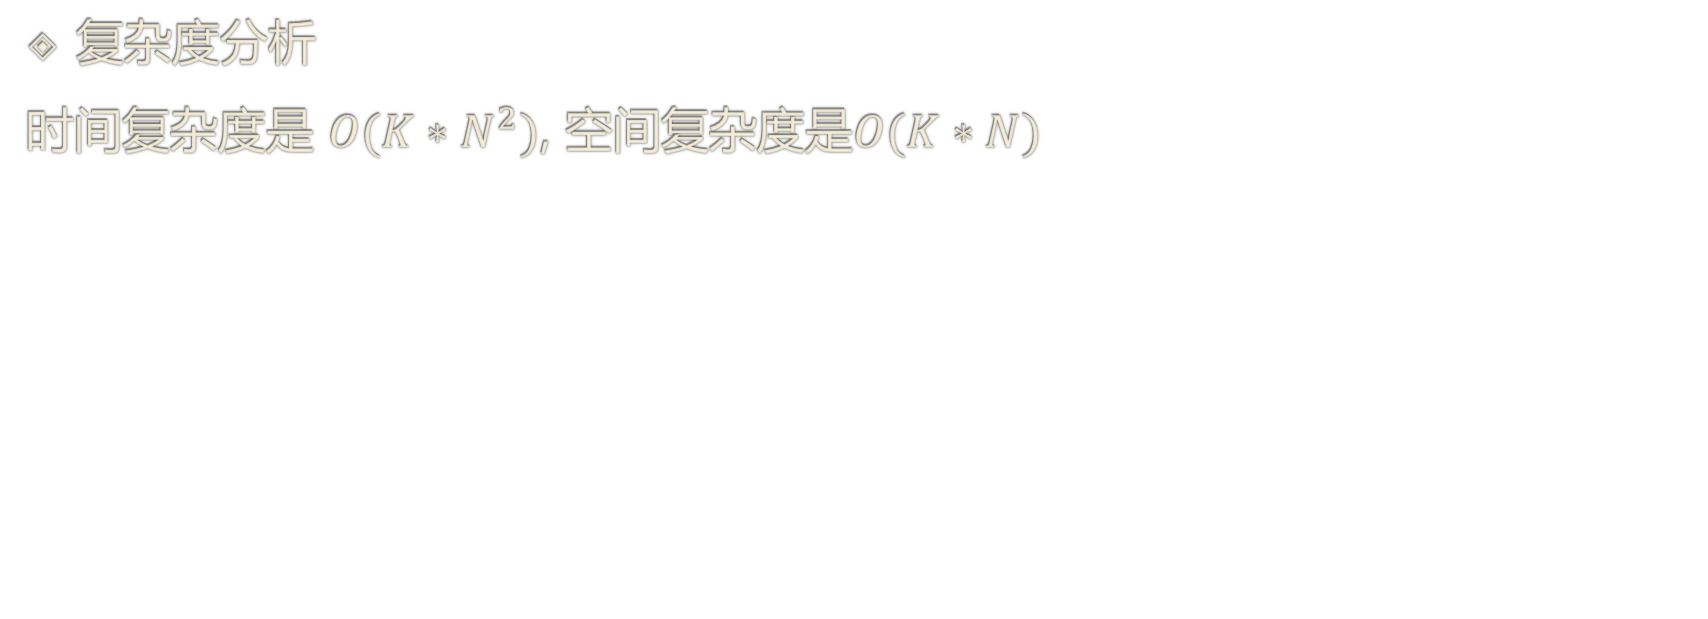 ◈ 复杂度分析
时间复杂度是 O(K * N²), 空间复杂度是O(K * N)